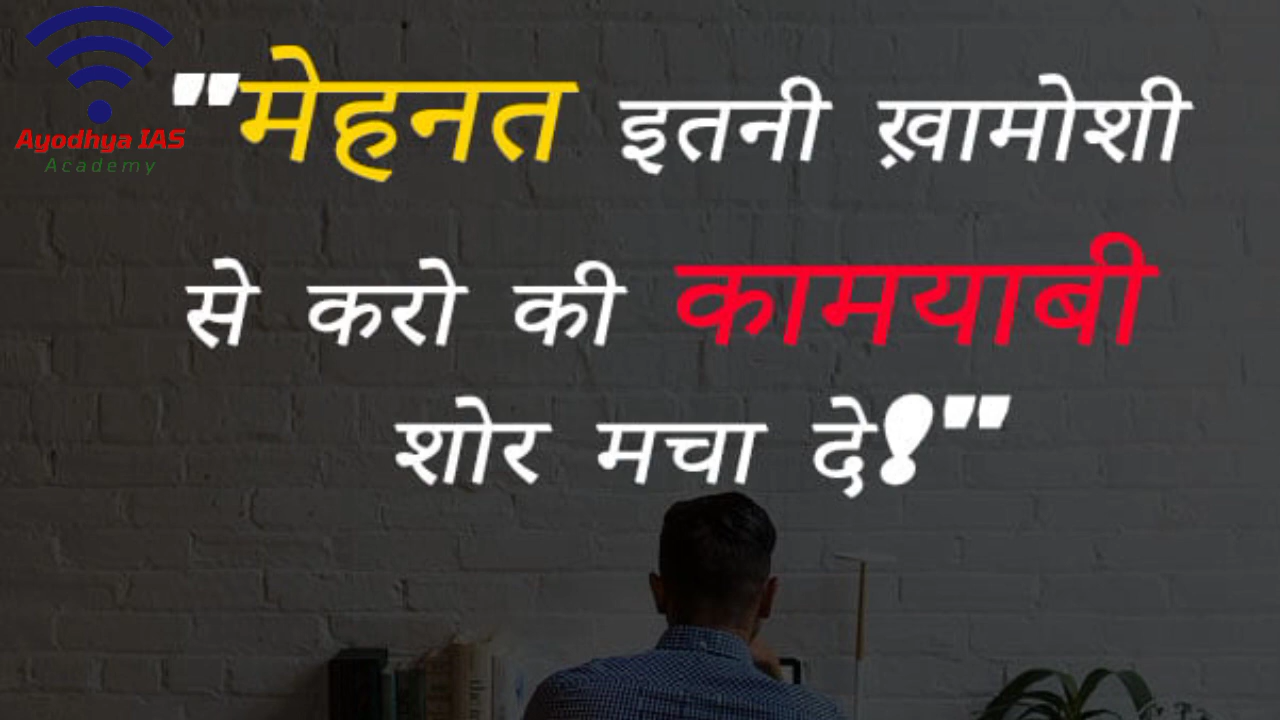 Ayodhya IAS
Academy
"मेहनत इतनी ख़ामोशी
से करो की कामयाबी
शोर मचा दे!"